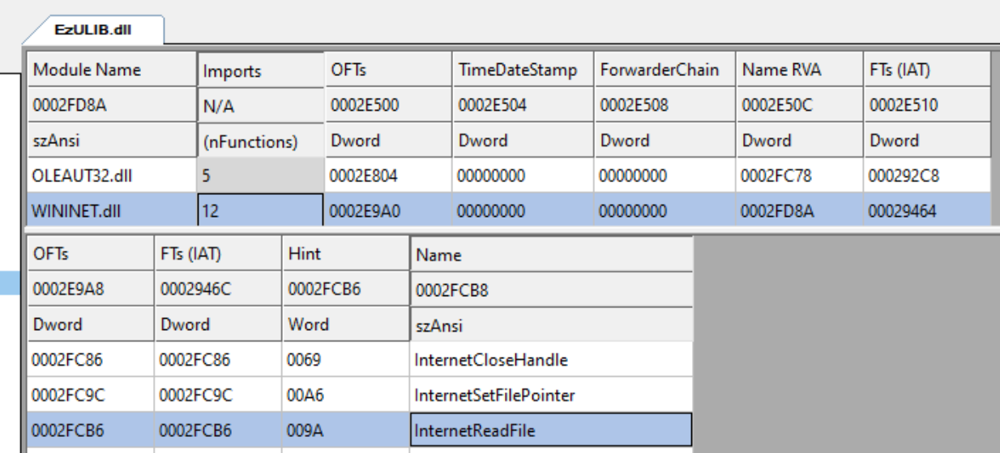 EzULIB.dll
Module Name Imports OFTs TimeDateStamp ForwarderChain Name RVA FTs (IAT)
0002FD8A N/A 0002E500 0002E504 0002E508 0002E50C 0002E510
szAnsi (nFunctions) Dword Dword Dword Dword Dword
OLEAUT32.dll 5 0002E804 00000000 00000000 0002FC78 000292C8
WININET.dll 12 0002E9A0 00000000 00000000 0002FD8A 00029464
OFTs FTs (IAT) Hint Name
0002E9A8 0002946C 0002FCB6 0002FCB8
Dword Dword Word szAnsi
0002FC86 0002FC86 0069 InternetCloseHandle
0002FC9C 0002FC9C 00A6 InternetSetFilePointer
0002FCB6 0002FCB6 009A InternetReadFile